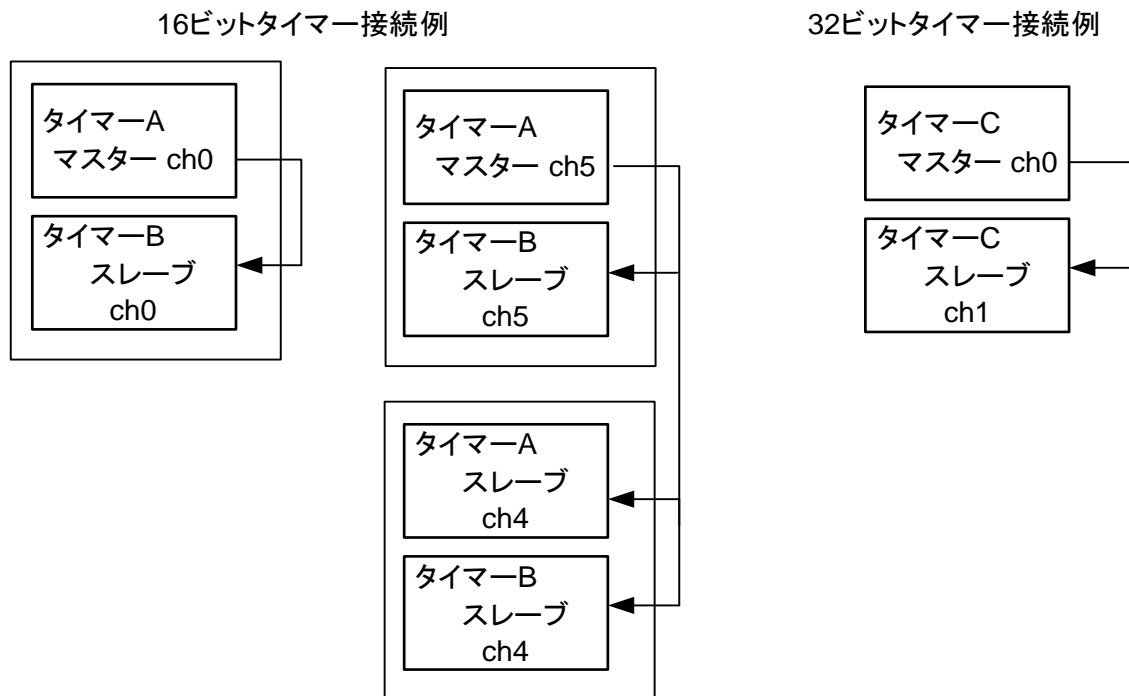 16ビットタイマー接続例
タイマーA
マスター ch0
タイマーB
スレーブ
ch0
タイマーA
マスター ch5
タイマーB
スレーブ
ch5
タイマーA
スレーブ
ch4
タイマーB
スレーブ
ch4
32ビットタイマー接続例
タイマーC
マスター ch0
タイマーC
スレーブ
ch1